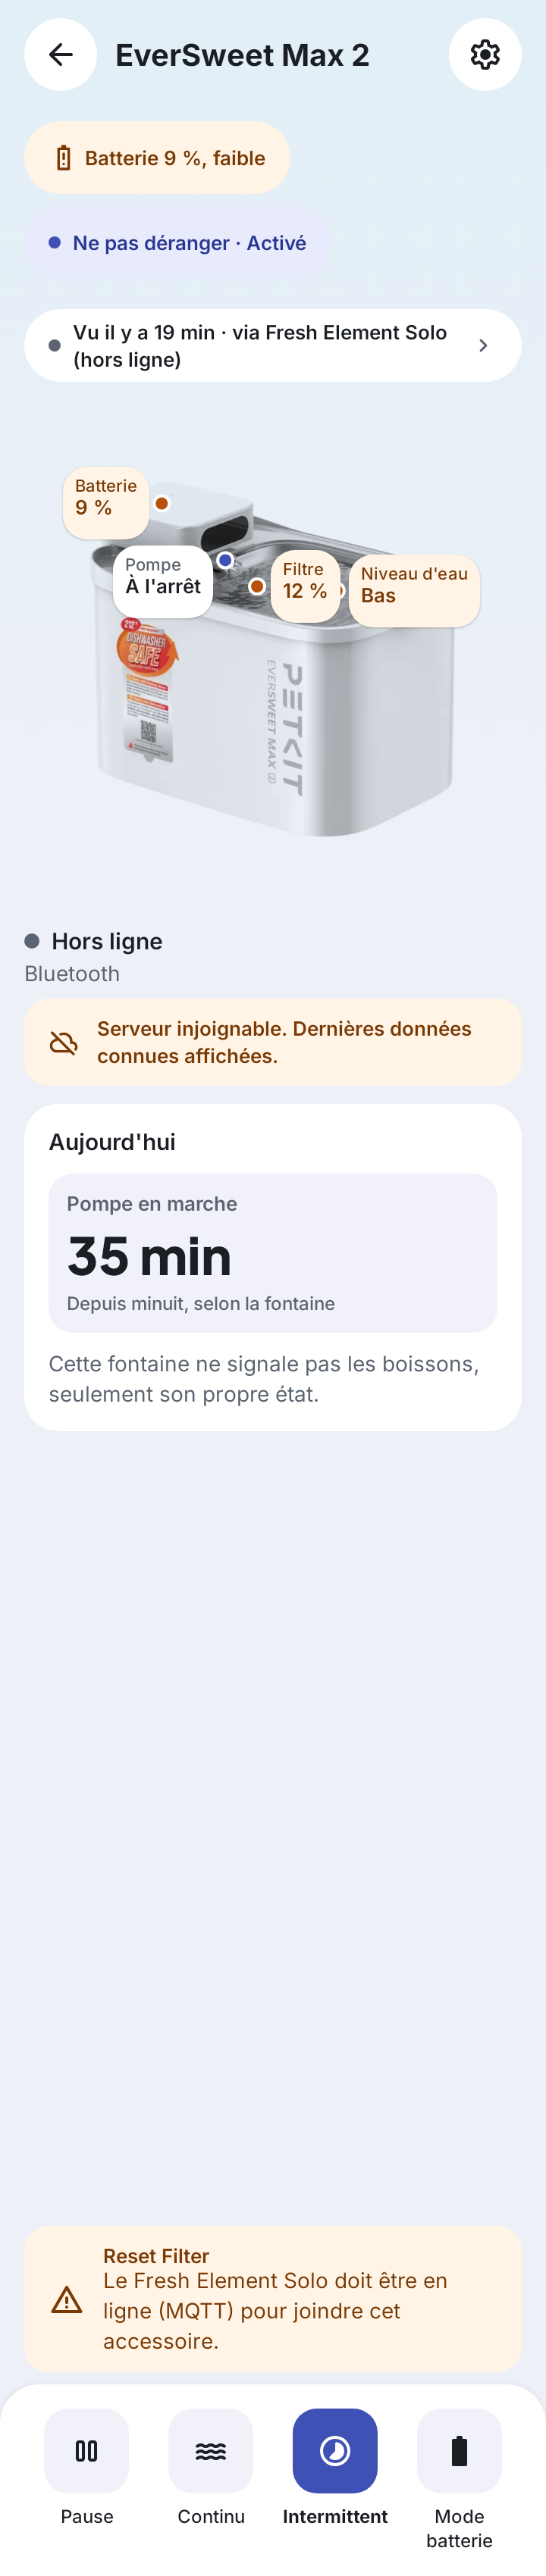 EverSweet Max 2
Batterie 9 %, faible
Ne pas déranger · Activé
Vu il y a 19 min · via Fresh Element Solo
(hors ligne)
Batterie
9 %
Pompe
À l'arrêt
Filtre
12 %
Niveau d'eau
Bas
212°
DISHWASHER
SAFE
PETKIT
EVERSWEET MAX 2
Hors ligne
Bluetooth
Serveur injoignable. Dernières données
connues affichées.
Aujourd'hui
Pompe en marche
35 min
Depuis minuit, selon la fontaine
Cette fontaine ne signale pas les boissons,
seulement son propre état.
Reset Filter
Le Fresh Element Solo doit être en
ligne (MQTT) pour joindre cet
accessoire.
Pause
Continu
Intermittent
Mode
batterie